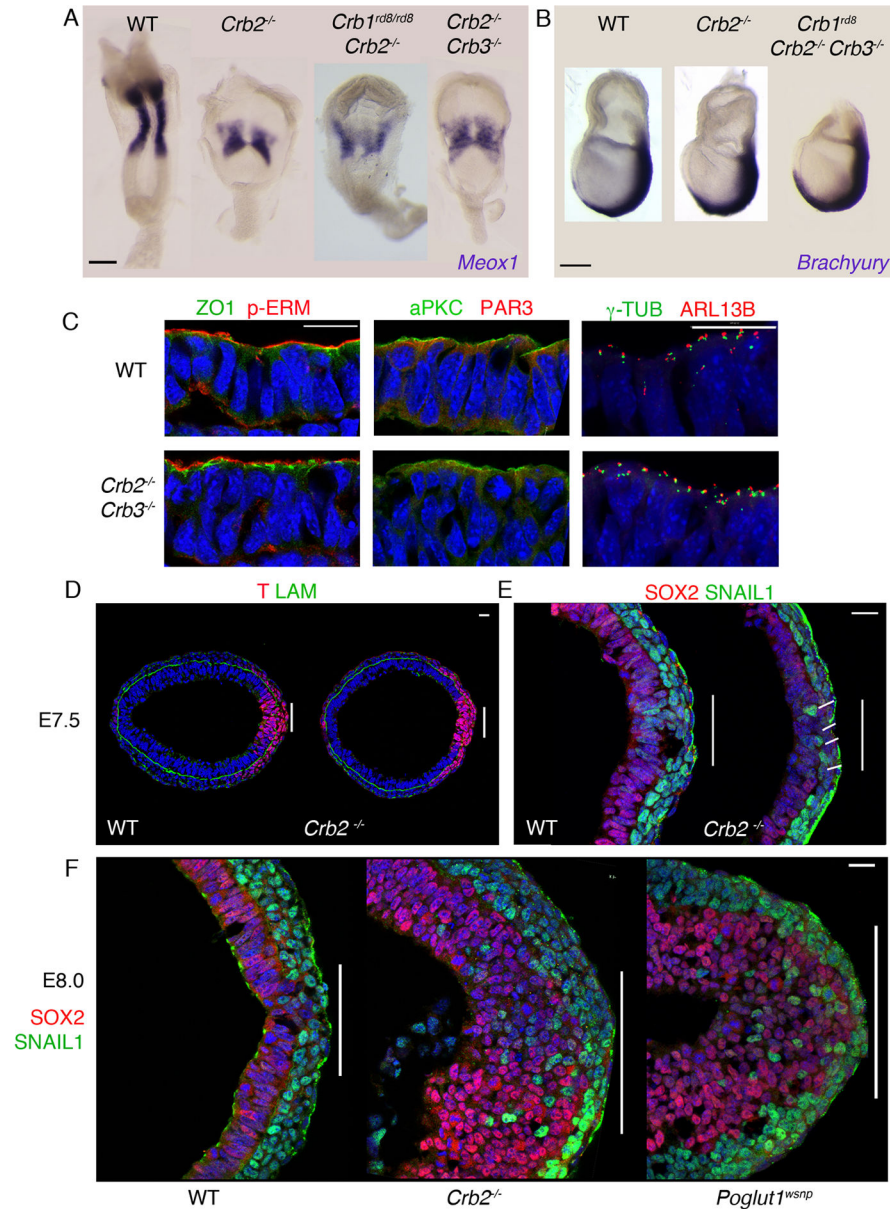 A
WT
Crb2-/-
Crb1rd8/rd8
Crb2-/-
Crb2-/-
Crb3-/-
Meox1
B
WT
Crb2-/-
Crb1rd8
Crb2-/- Crb3-/-
Brachyury
C
ZO1 p-ERM
aPKC PAR3
γ-TUB ARL13B
WT
Crb2-/-
Crb3-/-
D
T LAM
E7.5
WT
Crb2 -/-
E
SOX2 SNAIL1
WT
Crb2 -/-
F
E8.0
SOX2
SNAIL1
WT
Crb2-/-
Poglut1wsnp